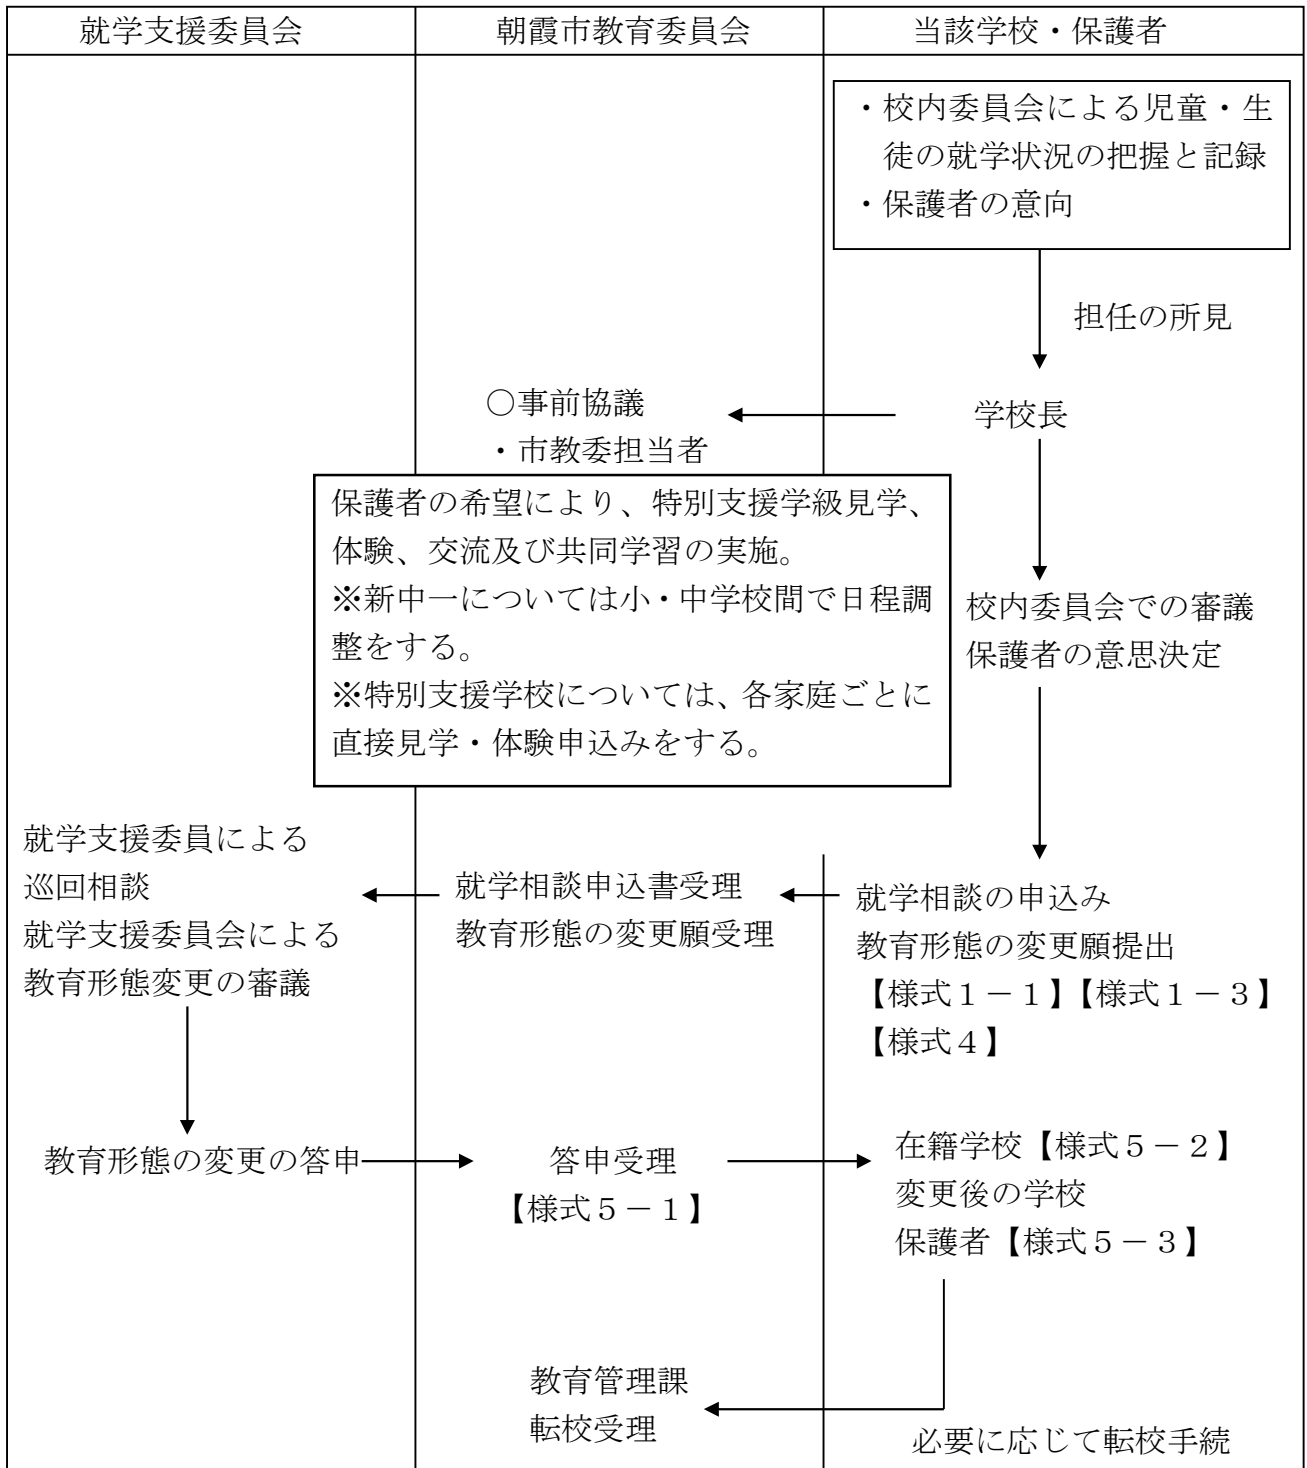 就学支援委員会
朝霞市教育委員会
当該学校・保護者
・校内委員会による児童・生
徒の就学状況の把握と記録
・保護者の意向
担任の所見
○事前協議
・市教委担当者
学校長
保護者の希望により、特別支援学級見学、
体験、交流及び共同学習の実施。
※新中一については小・中学校間で日程調
整をする。
※特別支援学校については、各家庭ごとに
直接見学・体験申込みをする。
校内委員会での審議
保護者の意思決定
就学支援委員による
巡回相談
就学支援委員会による
教育形態変更の審議
就学相談申込書受理
教育形態の変更願受理
就学相談の申込み
教育形態の変更願提出
【様式１－１】【様式１－３】
【様式４】
教育形態の変更の答申
答申受理
【様式５－１】
在籍学校【様式５－２】
変更後の学校
保護者【様式５－３】
教育管理課
転校受理
必要に応じて転校手続